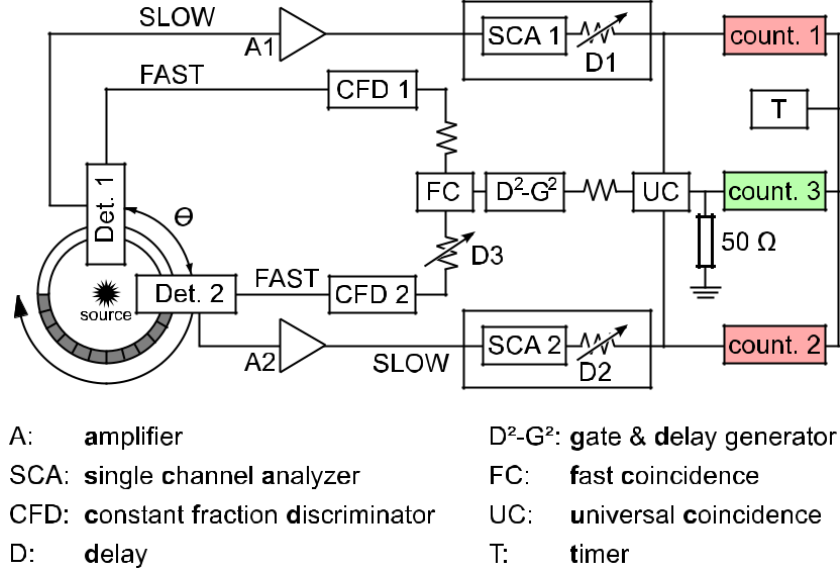 SLOW
A1
SCA 1
D1
count. 1
FAST
CFD 1
T
Det. 1
Θ
FC
D²-G²
UC
count. 3
50 Ω
D3
Det. 2
FAST
CFD 2
source
A2
SLOW
SCA 2
D2
count. 2
A: amplifier
SCA: single channel analyzer
CFD: constant fraction discriminator
D: delay
D²-G²: gate & delay generator
FC: fast coincidence
UC: universal coincidence
T: timer